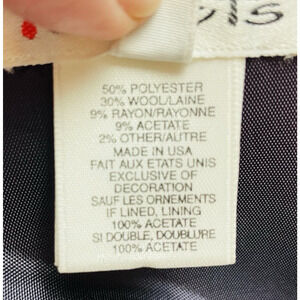 50% POLYESTER
30% WOOL/LAINE
9% RAYON/RAYONNE
9% ACETATE
2% OTHER/AUTRE
MADE IN USA
FAIT AUX ETATS UNIS
EXCLUSIVE OF
DECORATION
SAUF LES ORNEMENTS
IF LINED, LINING
100% ACETATE
SI DOUBLE, DOUBLURE
100% ACETATE